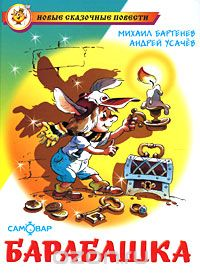 НОВЫЕ СКАЗОЧНЫЕ ПОВЕСТИ
МИХАИЛ БАРТЕНЕВ
АНДРЕЙ УСАЧЁВ
САМОВАР
БАРАБАШКА